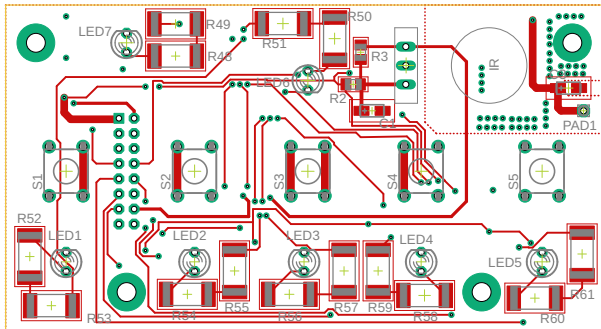 R49
LED7
R48
R51
R50
LED6
R3
R2
C1
IR
PAD1
S1
S2
S3
S4
S5
R52
LED1
R53
LED2
R54
R55
LED3
R56
R57
R59
LED4
R58
LED5
R60
R61